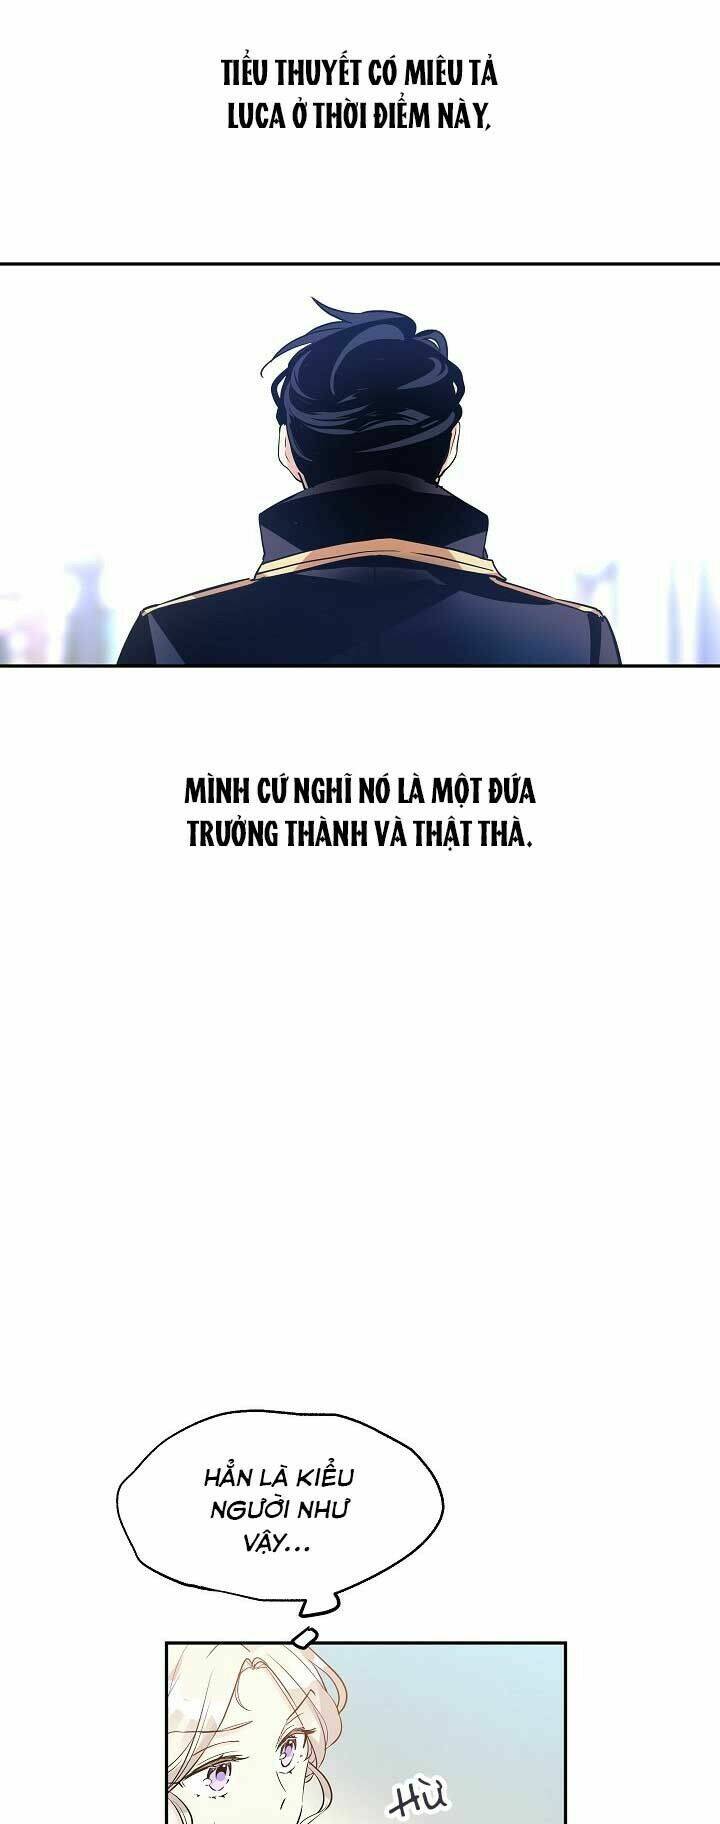 TIỂU THUYẾT CÓ MIÊU TẢ
LUCA Ở THỜI ĐIỂM NÀY,
MÌNH CỨ NGHĨ NÓ LÀ MỘT ĐỨA
TRƯỞNG THÀNH VÀ THẬT THÀ.
HẲN LÀ KIỂU
NGƯỜI NHƯ
VẬY...
HỪ